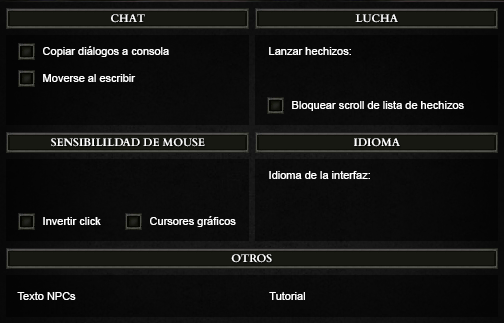 CHAT
Copiar diálogos a consola
Moverse al escribir
LUCHA
Lanzar hechizos:
Bloquear scroll de lista de hechizos
SENSIBILILDAD DE MOUSE
Invertir click
Cursores gráficos
IDIOMA
Idioma de la interfaz:
OTROS
Texto NPCs
Tutorial